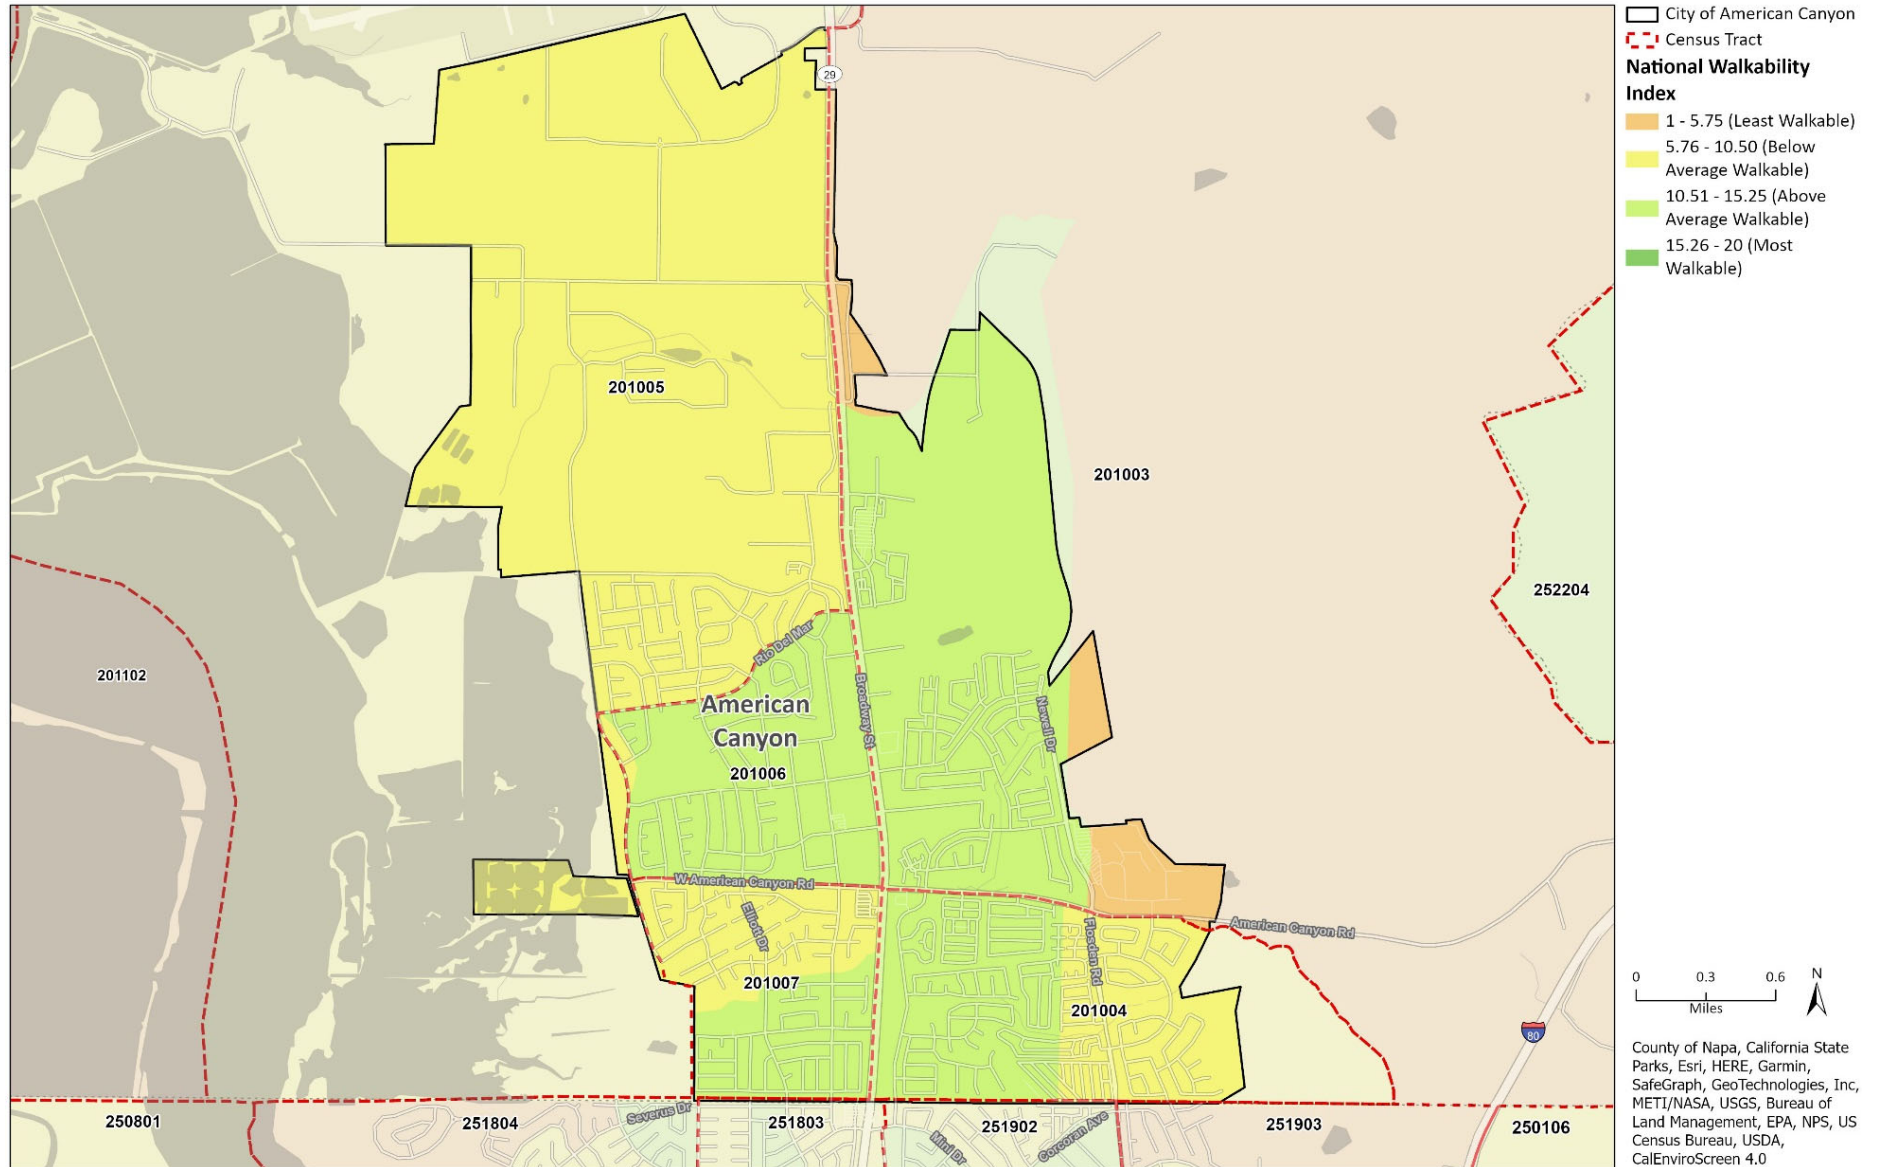 City of American Canyon
Census Tract
National Walkability
Index
1 - 5.75 (Least Walkable)
5.76 - 10.50 (Below
Average Walkable)
10.51 - 15.25 (Above
Average Walkable)
15.26 - 20 (Most
Walkable)
29
201005
201003
252204
201102
Rio Del Mar
American
Canyon
Broadway St
Newell Dr
201006
W American Canyon Rd
Elliott Dr
American Canyon Rd
Flosden Rd
201007
201004
80
250801
251804
Severus Dr
251803
251902
Mini Dr
Corcoran Ave
251903
250106
0 0.3 0.6
Miles
N
County of Napa, California State
Parks, Esri, HERE, Garmin,
SafeGraph, GeoTechnologies, Inc,
METI/NASA, USGS, Bureau of
Land Management, EPA, NPS, US
Census Bureau, USDA,
CalEnviroScreen 4.0